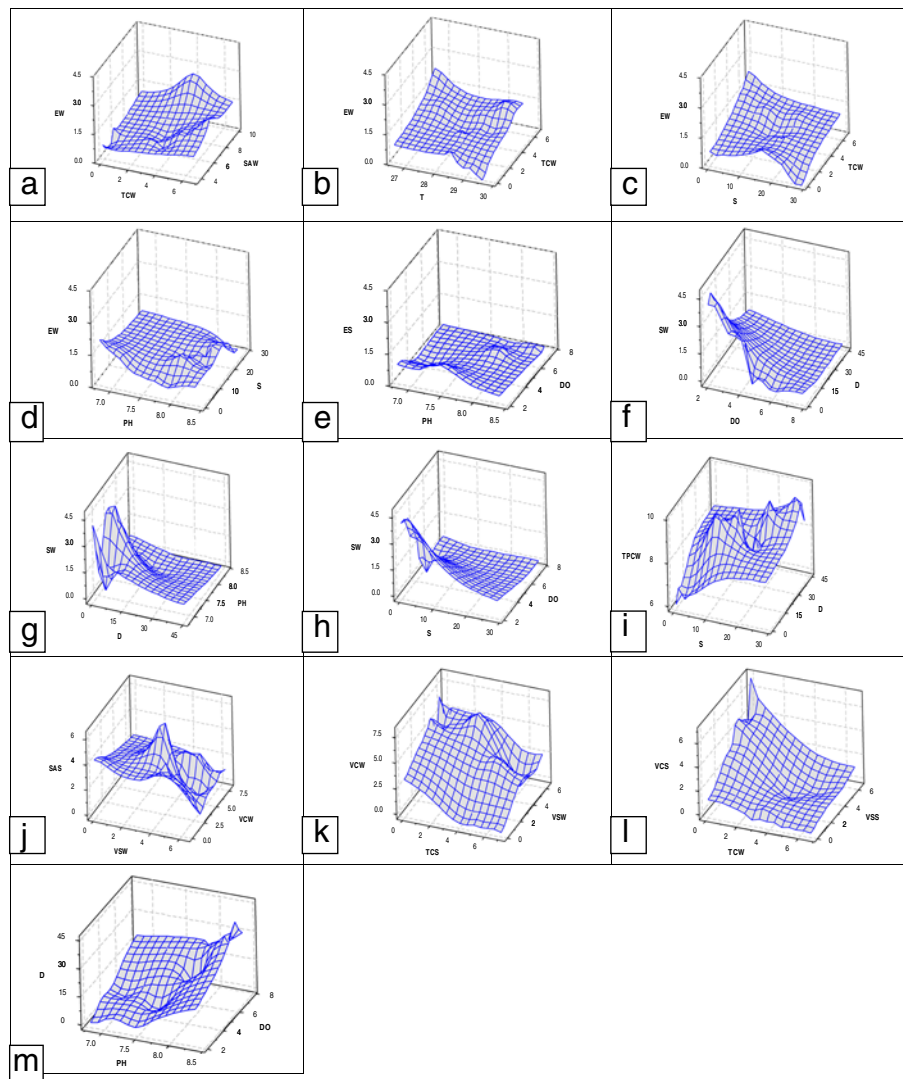 4.5
3.0
EW
1.5
0.0
0
2
4
6
TCW
4
6
8
10
SAW
a
4.5
3.0
EW
1.5
0.0
27
28
29
30
T
0
2
4
6
TCW
b
4.5
3.0
EW
1.5
0.0
0
10
20
30
S
0
2
4
6
TCW
c
4.5
3.0
EW
1.5
0.0
7.0
7.5
8.0
8.5
PH
0
10
20
30
S
d
4.5
3.0
ES
1.5
0.0
7.0
7.5
8.0
8.5
PH
2
4
6
8
DO
e
4.5
3.0
SW
1.5
0.0
2
4
6
8
DO
0
15
30
45
D
f
4.5
3.0
SW
1.5
0.0
0
15
30
45
D
7.0
7.5
8.0
8.5
PH
g
4.5
3.0
SW
1.5
0.0
0
10
20
30
S
2
4
6
8
DO
h
10
TPCW
8
6
0
10
20
30
S
0
15
30
45
D
i
6
SAS
4
2
0
0
2
4
6
VSW
0.0
2.5
5.0
7.5
VCW
j
7.5
VCW
5.0
2.5
0.0
0
2
4
6
TCS
0
2
4
6
VSW
k
6
VCS
4
2
0
0
2
4
6
TCW
0
2
4
6
VSS
l
45
30
D
15
0
7.0
7.5
8.0
8.5
PH
2
4
6
8
DO
m